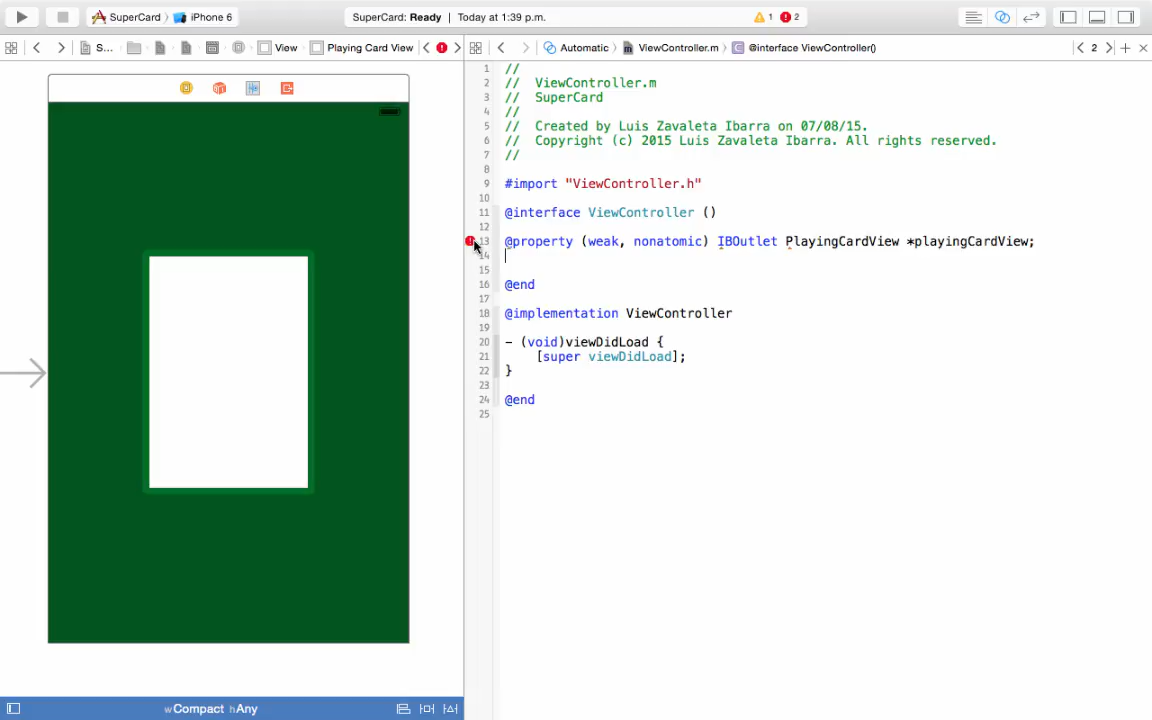 SuperCard iPhone 6 SuperCard: Ready | Today at 1:39 p.m. 1 2
S... View Playing Card View Automatic ViewController.m @interface ViewController() 2
1 //
2 //  ViewController.m
3 //  SuperCard
4 //
5 //  Created by Luis Zavaleta Ibarra on 07/08/15.
6 //  Copyright (c) 2015 Luis Zavaleta Ibarra. All rights reserved.
7 //
8
9 #import "ViewController.h"
10
11 @interface ViewController ()
12
13 @property (weak, nonatomic) IBOutlet PlayingCardView *playingCardView;
14
15
16 @end
17
18 @implementation ViewController
19
20 - (void)viewDidLoad {
21     [super viewDidLoad];
22 }
23
24 @end
25
wCompact hAny